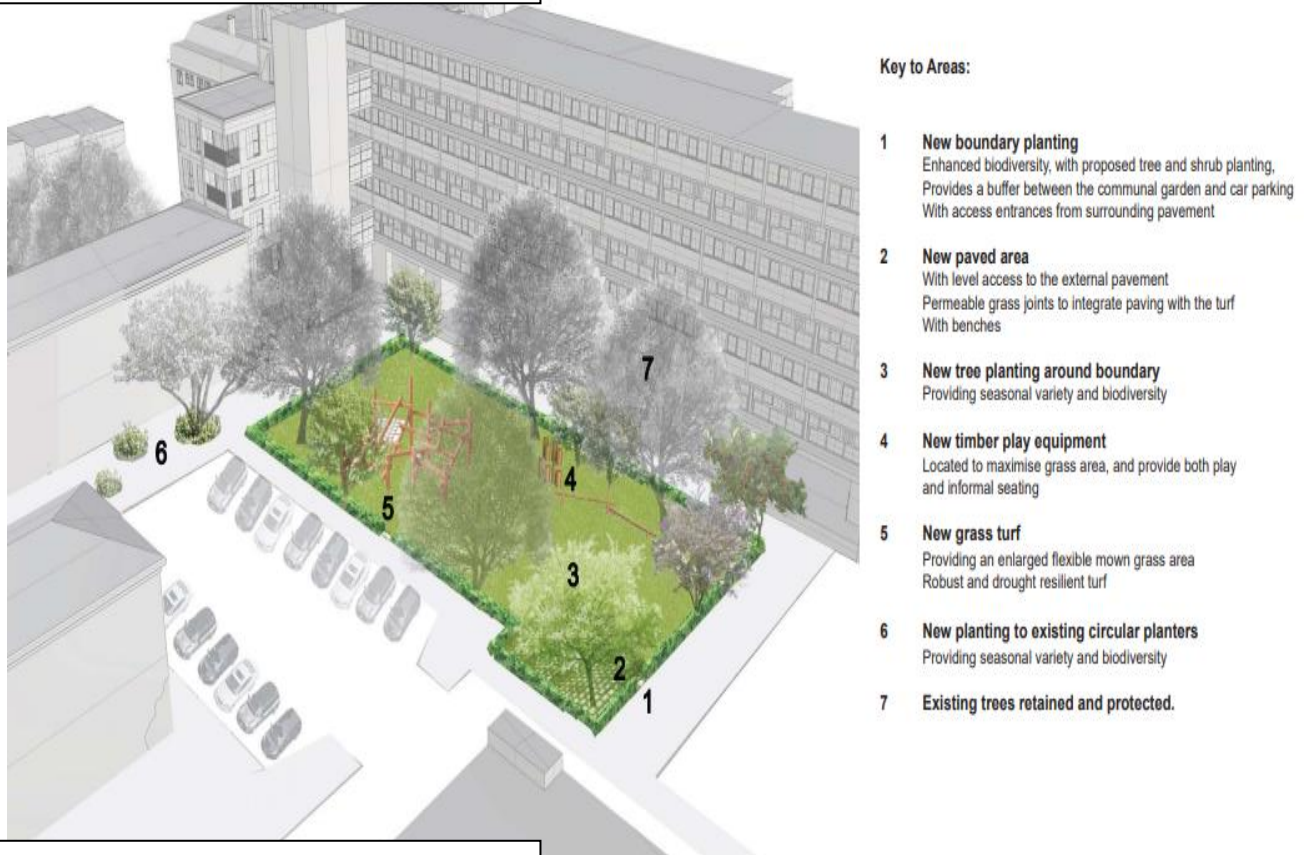 Key to Areas:
1 New boundary planting
Enhanced biodiversity, with proposed tree and shrub planting,
Provides a buffer between the communal garden and car parking
With access entrances from surrounding pavement
2 New paved area
With level access to the external pavement
Permeable grass joints to integrate paving with the turf
With benches
3 New tree planting around boundary
Providing seasonal variety and biodiversity
4 New timber play equipment
Located to maximise grass area, and provide both play
and informal seating
5 New grass turf
Providing an enlarged flexible mown grass area
Robust and drought resilient turf
6 New planting to existing circular planters
Providing seasonal variety and biodiversity
7 Existing trees retained and protected.
7
6
4
5
3
2
1